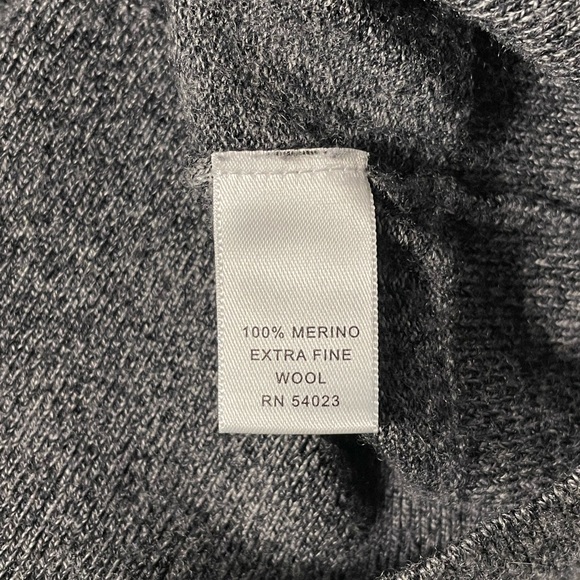 100% MERINO
EXTRA FINE
WOOL
RN 54023